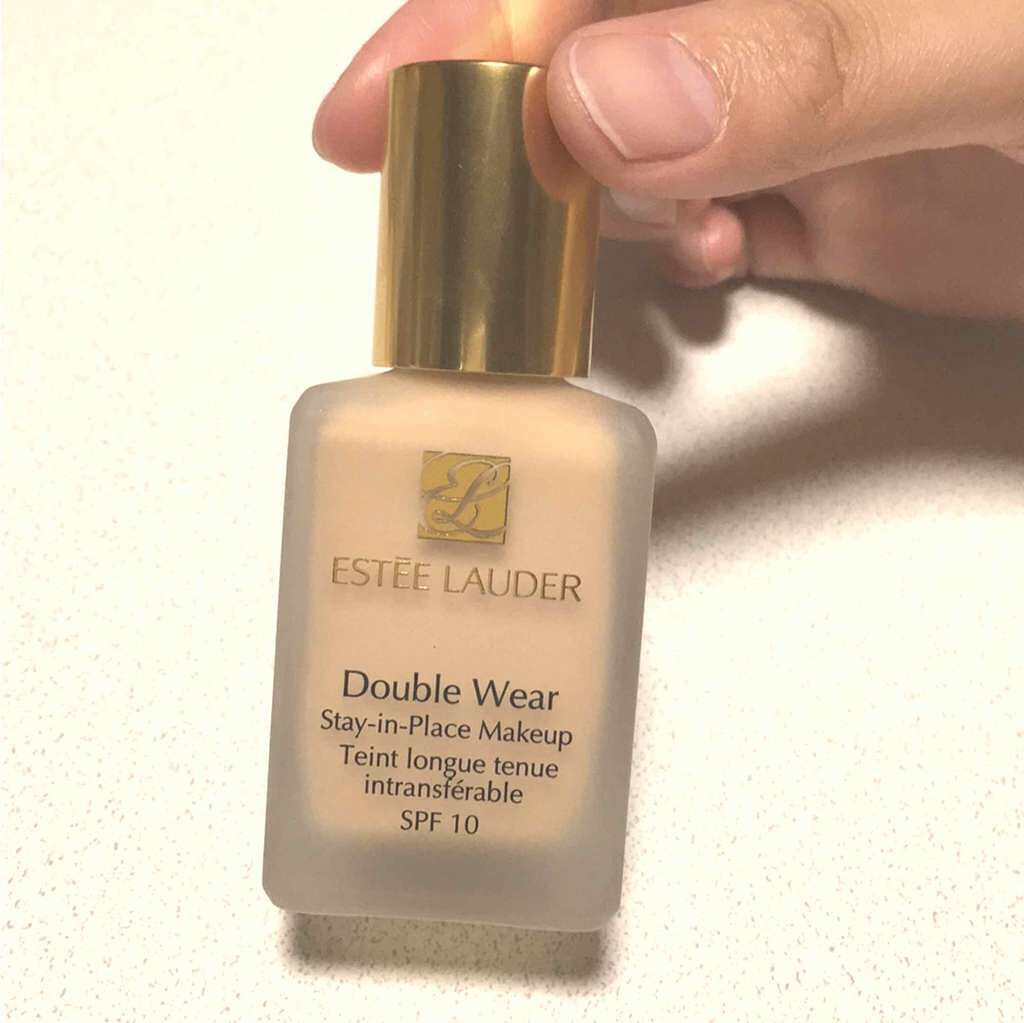 EL
ESTĒE LAUDER
Double Wear
Stay-in-Place Makeup
Teint longue tenue
intransférable
SPF 10